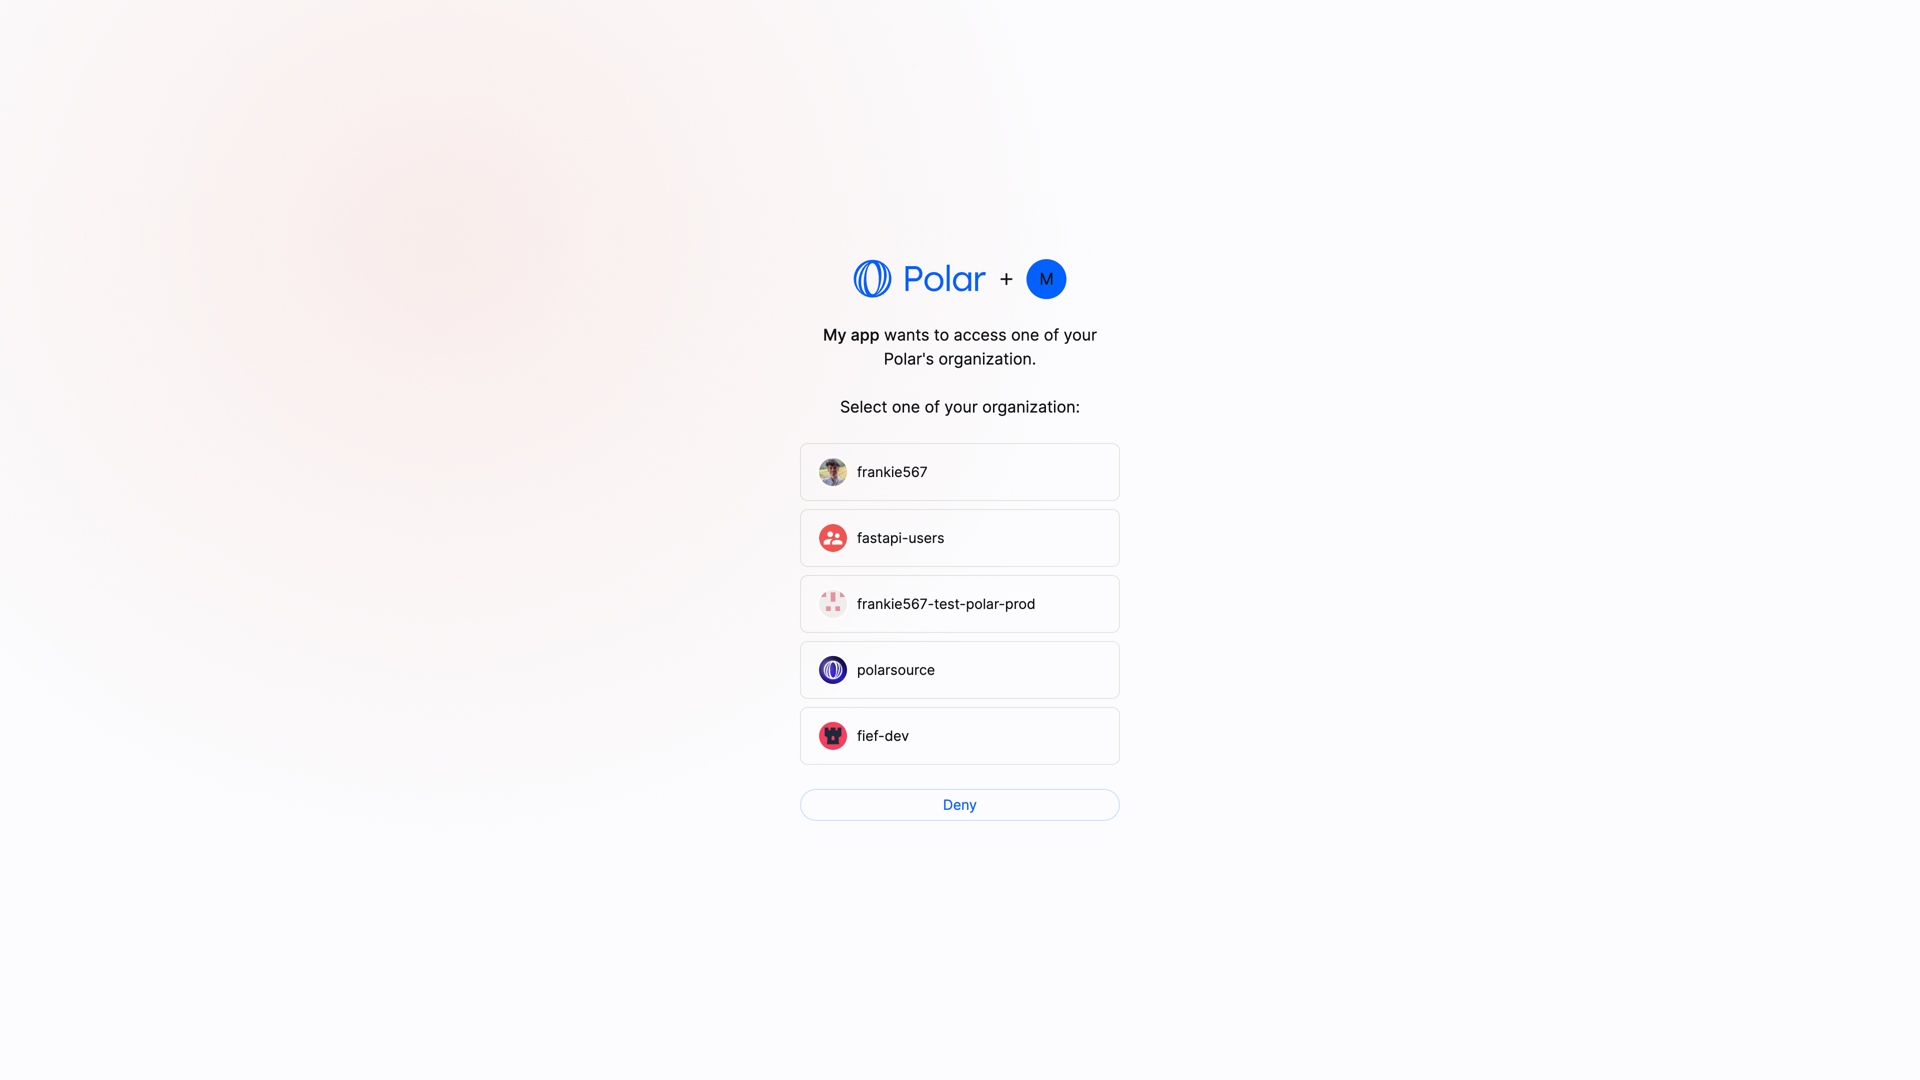 Polar + M
My app wants to access one of your
Polar's organization.
Select one of your organization:
frankie567
fastapi-users
frankie567-test-polar-prod
polarsource
fief-dev
Deny